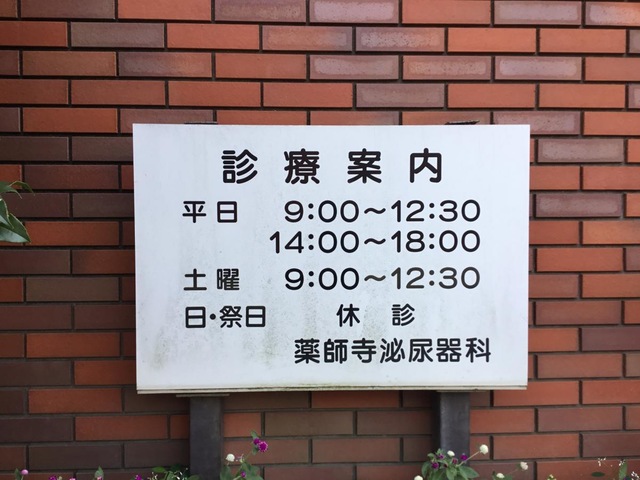 診療案内
平日 9:00～12:30
14:00～18:00
土曜 9:00～12:30
日・祭日 休診
薬師寺泌尿器科